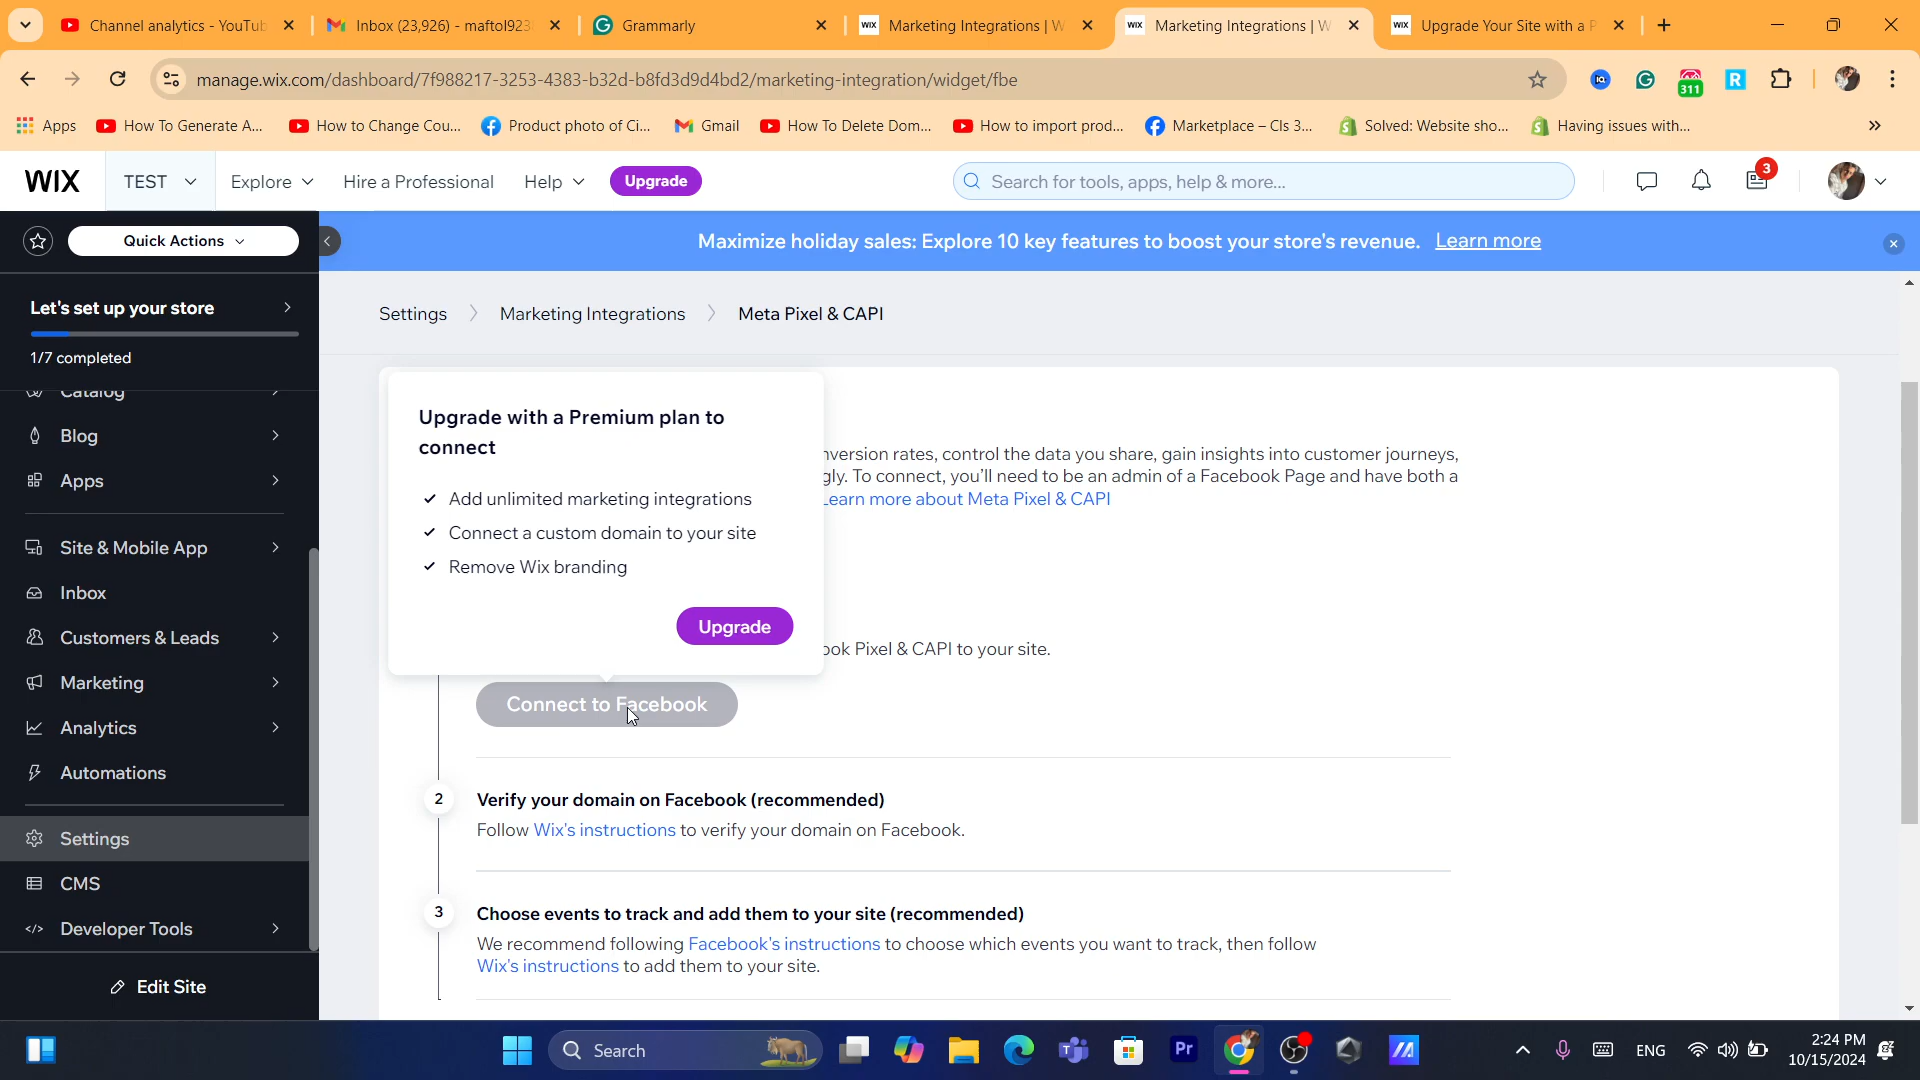 Channel analytics - YouTub
Inbox (23,926) - maftol923
Grammarly
WIX Marketing Integrations | W
WIX Marketing Integrations | W
WIX Upgrade Your Site with a P
manage.wix.com/dashboard/7f988217-3253-4383-b32d-b8fd3d9d4bd2/marketing-integration/widget/fbe
311
R
Apps
How To Generate A...
How to Change Cou...
Product photo of Ci...
Gmail
How To Delete Dom...
How to import prod...
Marketplace – Cls 3...
Solved: Website sho...
Having issues with...
WIX
TEST
Explore
Hire a Professional
Help
Upgrade
Search for tools, apps, help & more...
3
Quick Actions
Maximize holiday sales: Explore 10 key features to boost your store's revenue. Learn more
Let's set up your store
1/7 completed
Catalog
Blog
Apps
Site & Mobile App
Inbox
Customers & Leads
Marketing
Analytics
Automations
Settings
CMS
Developer Tools
Edit Site
Settings
Marketing Integrations
Meta Pixel & CAPI
Upgrade with a Premium plan to
connect
Add unlimited marketing integrations
Connect a custom domain to your site
Remove Wix branding
Upgrade
nversion rates, control the data you share, gain insights into customer journeys,
gly. To connect, you'll need to be an admin of a Facebook Page and have both a
Learn more about Meta Pixel & CAPI
ook Pixel & CAPI to your site.
Connect to Facebook
2
Verify your domain on Facebook (recommended)
Follow Wix's instructions to verify your domain on Facebook.
3
Choose events to track and add them to your site (recommended)
We recommend following Facebook's instructions to choose which events you want to track, then follow
Wix's instructions to add them to your site.
Search
Pr
ENG
2:24 PM
10/15/2024